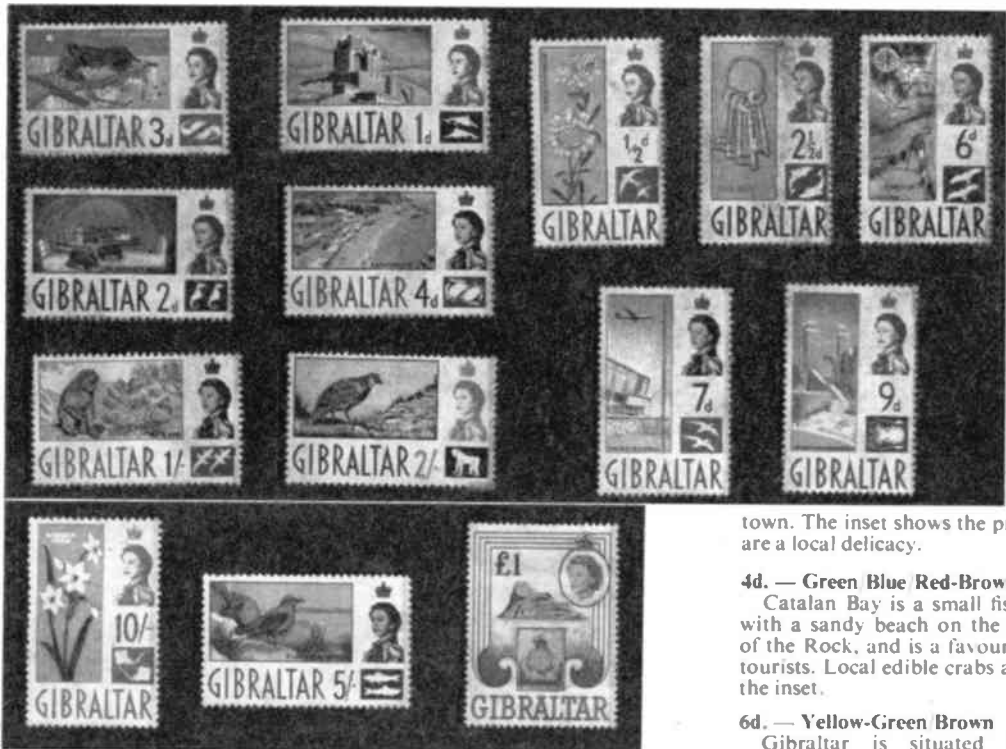 GIBRALTAR 3d
GIBRALTAR 1d
½d
GIBRALTAR
2½d
GIBRALTAR
6d
GIBRALTAR
GIBRALTAR 2d
GIBRALTAR 4d
GIBRALTAR 1/-
GIBRALTAR 2/-
7d
GIBRALTAR
9d
GIBRALTAR
10/-
GIBRALTAR
GIBRALTAR 5/-
£1
GIBRALTAR
town. The inset shows the p
are a local delicacy.
4d. — Green/Blue/Red-Brow
Catalan Bay is a small fis
with a sandy beach on the
of the Rock, and is a favour
tourists. Local edible crabs a
the inset.
6d. — Yellow-Green/Brown
Gibraltar is situated